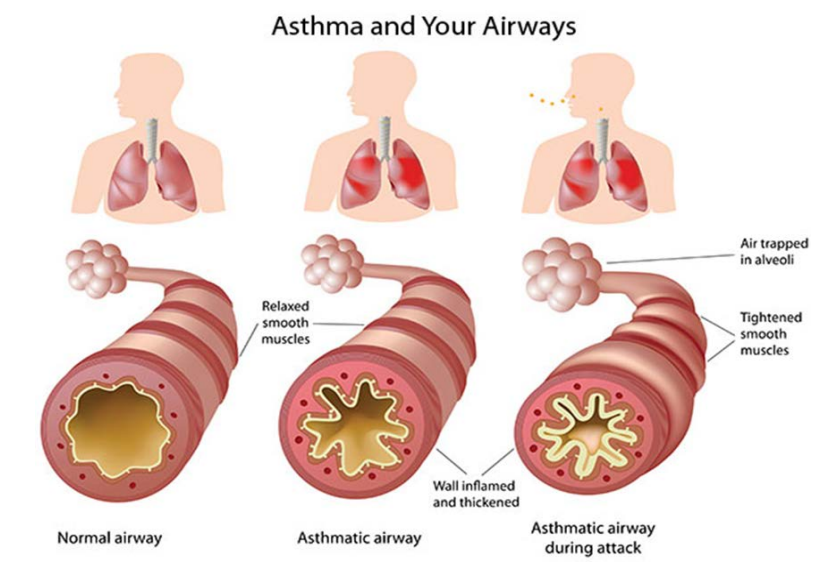 Asthma and Your Airways
Air trapped
in alveoli
Relaxed
smooth
muscles
Tightened
smooth
muscles
Wall inflamed
and thickened
Normal airway
Asthmatic airway
Asthmatic airway
during attack